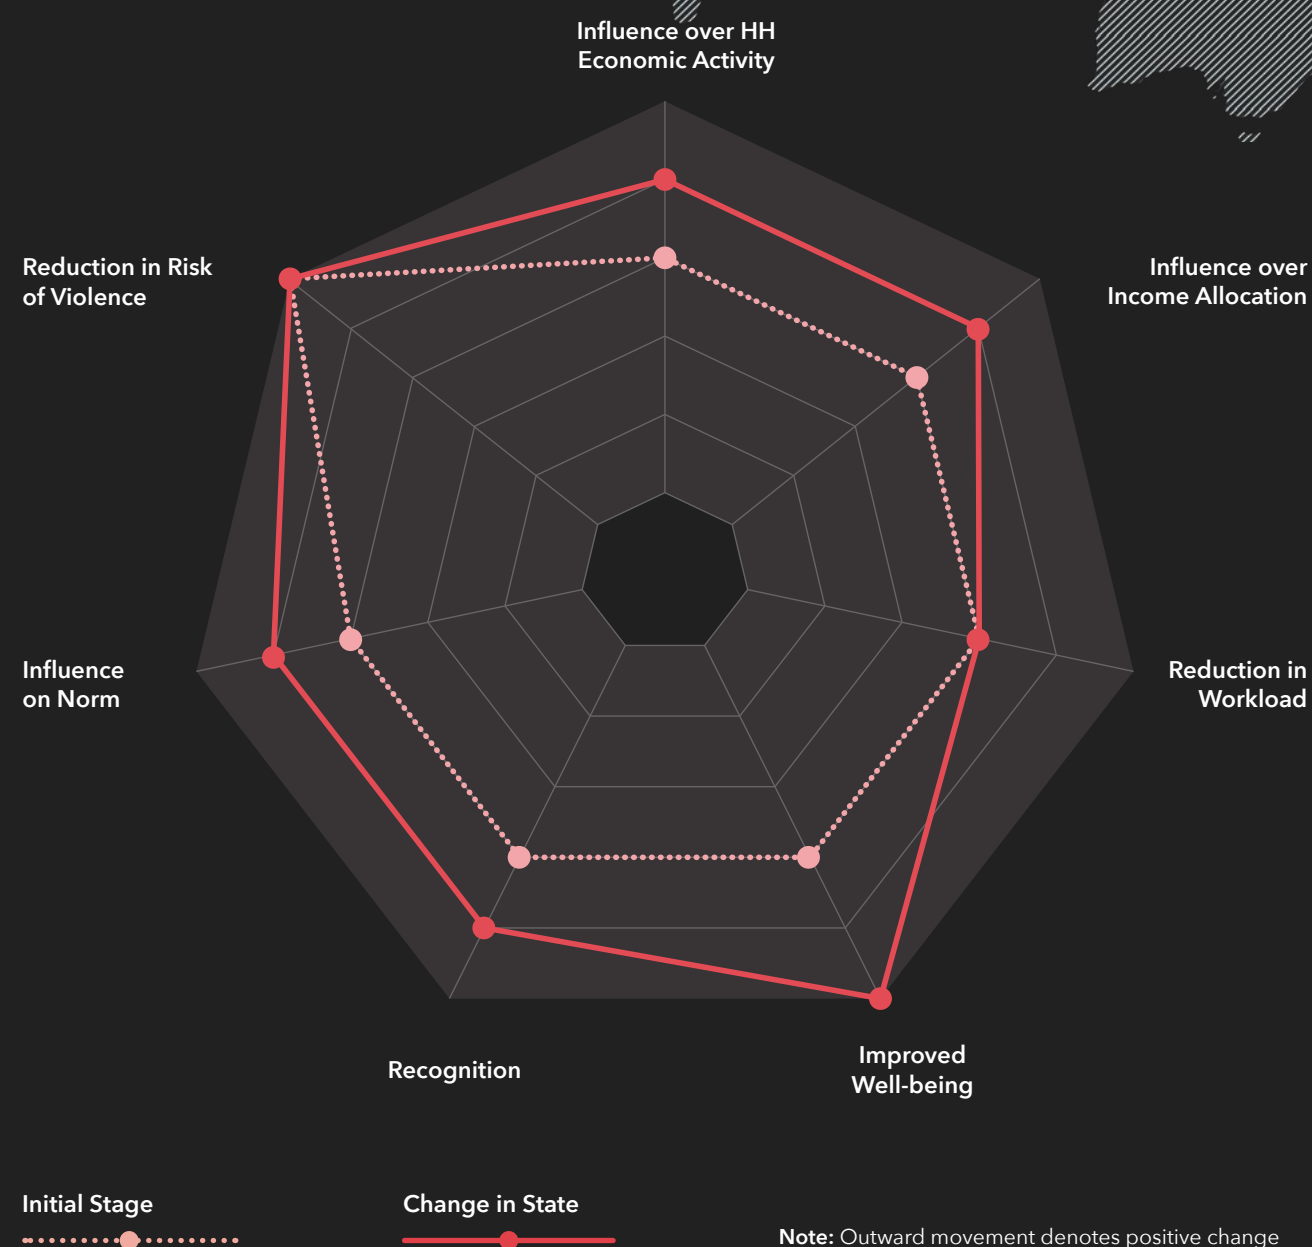 Influence over HH
Economic Activity
Reduction in Risk
of Violence
Influence over
Income Allocation
Influence
on Norm
Reduction in
Workload
Recognition
Improved
Well-being
Initial Stage
Change in State
Note: Outward movement denotes positive change